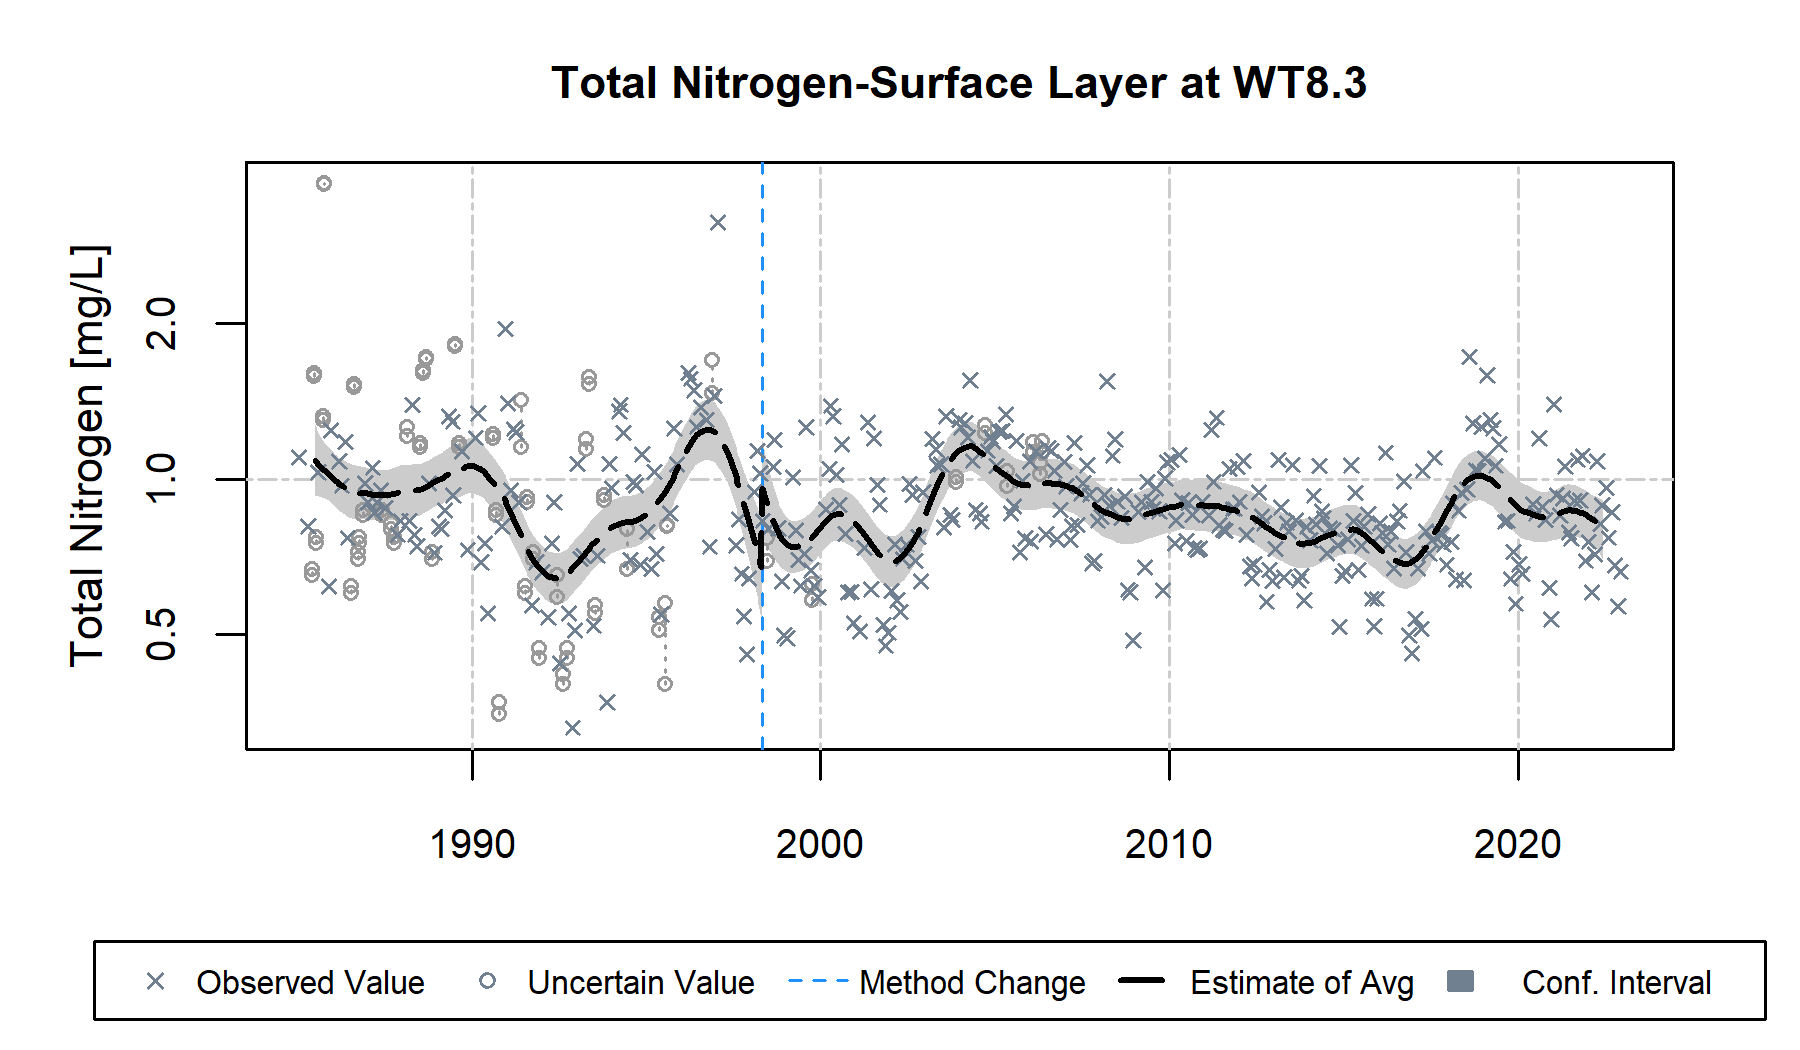 Total Nitrogen-Surface Layer at WT8.3
Total Nitrogen [mg/L]
2.0
1.0
0.5
1990 2000 2010 2020
Observed Value Uncertain Value Method Change Estimate of Avg Conf. Interval